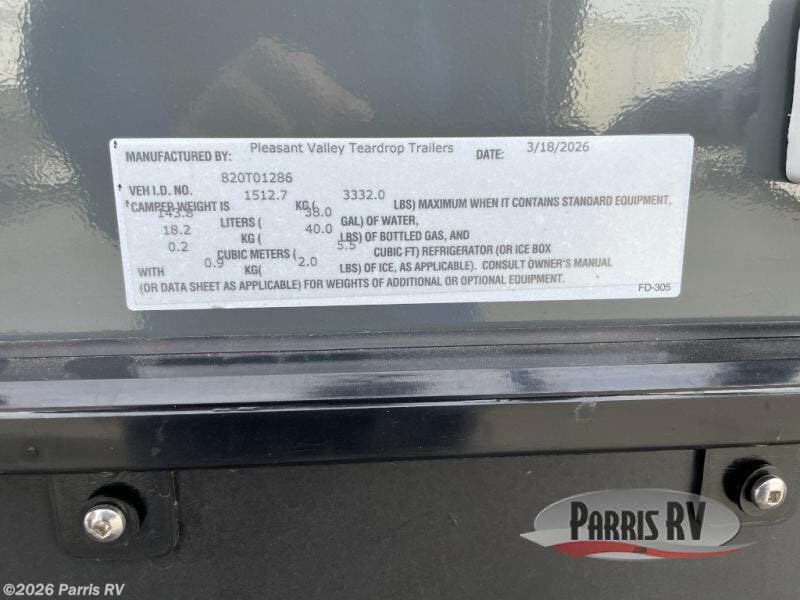 MANUFACTURED BY: Pleasant Valley Teardrop Trailers DATE: 3/18/2026
820T01286
VEH I.D. NO. 1512.7 3332.0
CAMPER WEIGHT IS KG ( LBS) MAXIMUM WHEN IT CONTAINS STANDARD EQUIPMENT,
143.8 38.0
LITERS ( GAL) OF WATER,
18.2 40.0
KG ( LBS) OF BOTTLED GAS, AND
0.2 5.5
CUBIC METERS ( CUBIC FT) REFRIGERATOR (OR ICE BOX
0.9 2.0
WITH KG( LBS OF ICE, AS APPLICABLE). CONSULT OWNER'S MANUAL
(OR DATA SHEET AS APPLICABLE) FOR WEIGHTS OF ADDITIONAL OR OPTIONAL EQUIPMENT.
FD-305
PARRIS RV
©2026 Parris RV